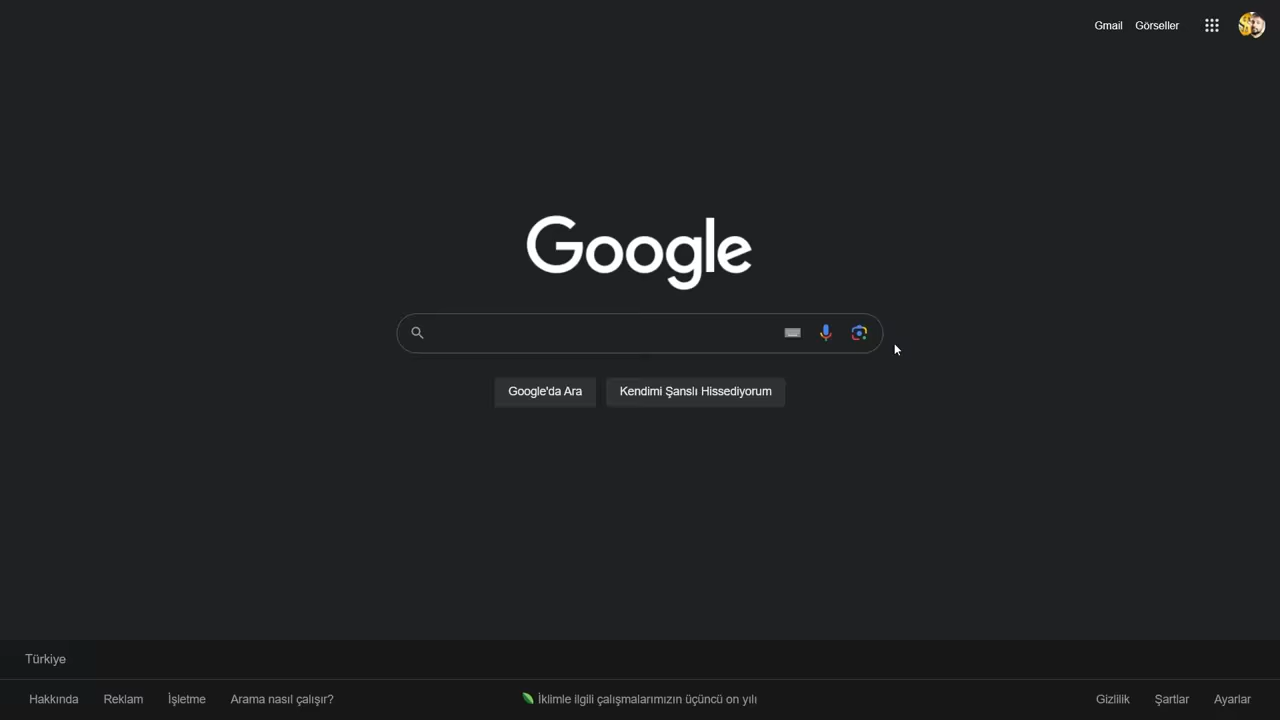 Gmail Görseller
Google
Google'da Ara Kendimi Şanslı Hissediyorum
Türkiye
Hakkında Reklam İşletme Arama nasıl çalışır? İklimle ilgili çalışmalarımızın üçüncü on yılı Gizlilik Şartlar Ayarlar